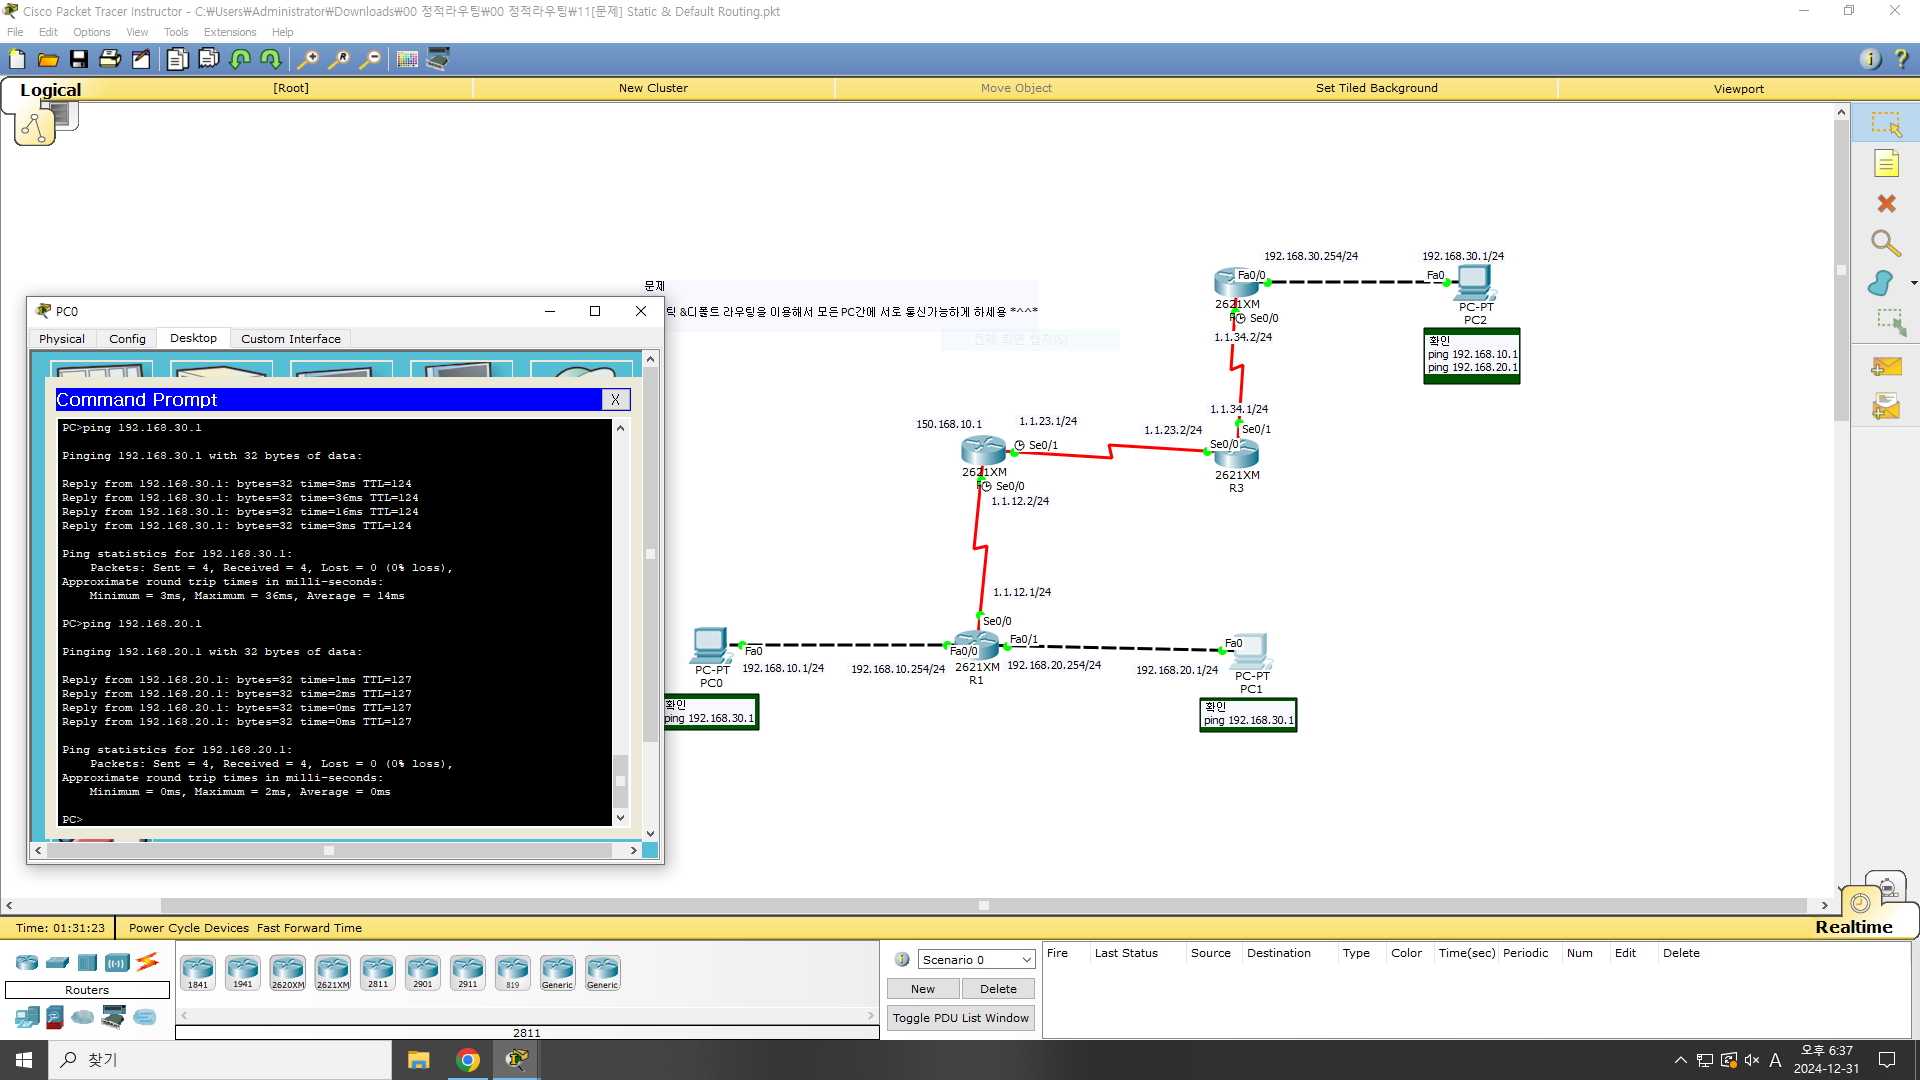 Cisco Packet Tracer Instructor - C:₩Users₩Administrator₩Downloads₩00 정적라우팅₩00 정적라우팅₩11[문제] Static & Default Routing.pkt
File Edit Options View Tools Extensions Help
Logical [Root] New Cluster Move Object Set Tiled Background Viewport
문제
틱 &디폴트 라우팅을 이용해서 모든 PC간에 서로 통신가능하게 하세용 *^^*
전체 화면 캡처(S)
192.168.30.254/24
192.168.30.1/24
Fa0/0
Fa0
2621XM
Se0/0
PC-PT
PC2
1.1.34.2/24
확인
ping 192.168.10.1
ping 192.168.20.1
1.1.34.1/24
Se0/1
150.168.10.1
1.1.23.1/24
1.1.23.2/24
Se0/1
Se0/0
2621XM
2621XM
R3
Se0/0
1.1.12.2/24
1.1.12.1/24
Se0/0
Fa0/1
Fa0
Fa0
Fa0/0
PC-PT
PC0
192.168.10.1/24
192.168.10.254/24
2621XM
R1
192.168.20.254/24
192.168.20.1/24
PC-PT
PC1
확인
ping 192.168.30.1
확인
ping 192.168.30.1
PC0
Physical Config Desktop Custom Interface
Command Prompt X
PC>ping 192.168.30.1
Pinging 192.168.30.1 with 32 bytes of data:
Reply from 192.168.30.1: bytes=32 time=3ms TTL=124
Reply from 192.168.30.1: bytes=32 time=36ms TTL=124
Reply from 192.168.30.1: bytes=32 time=16ms TTL=124
Reply from 192.168.30.1: bytes=32 time=3ms TTL=124
Ping statistics for 192.168.30.1:
Packets: Sent = 4, Received = 4, Lost = 0 (0% loss),
Approximate round trip times in milli-seconds:
Minimum = 3ms, Maximum = 36ms, Average = 14ms
PC>ping 192.168.20.1
Pinging 192.168.20.1 with 32 bytes of data:
Reply from 192.168.20.1: bytes=32 time=1ms TTL=127
Reply from 192.168.20.1: bytes=32 time=2ms TTL=127
Reply from 192.168.20.1: bytes=32 time=0ms TTL=127
Reply from 192.168.20.1: bytes=32 time=0ms TTL=127
Ping statistics for 192.168.20.1:
Packets: Sent = 4, Received = 4, Lost = 0 (0% loss),
Approximate round trip times in milli-seconds:
Minimum = 0ms, Maximum = 2ms, Average = 0ms
PC>
Time: 01:31:23 Power Cycle Devices Fast Forward Time Realtime
Routers
1841 1941 2620XM 2621XM 2811 2901 2911 819 Generic Generic
2811
Scenario 0
New Delete
Toggle PDU List Window
Fire Last Status Source Destination Type Color Time(sec) Periodic Num Edit Delete
찾기
A
오후 6:37
2024-12-31